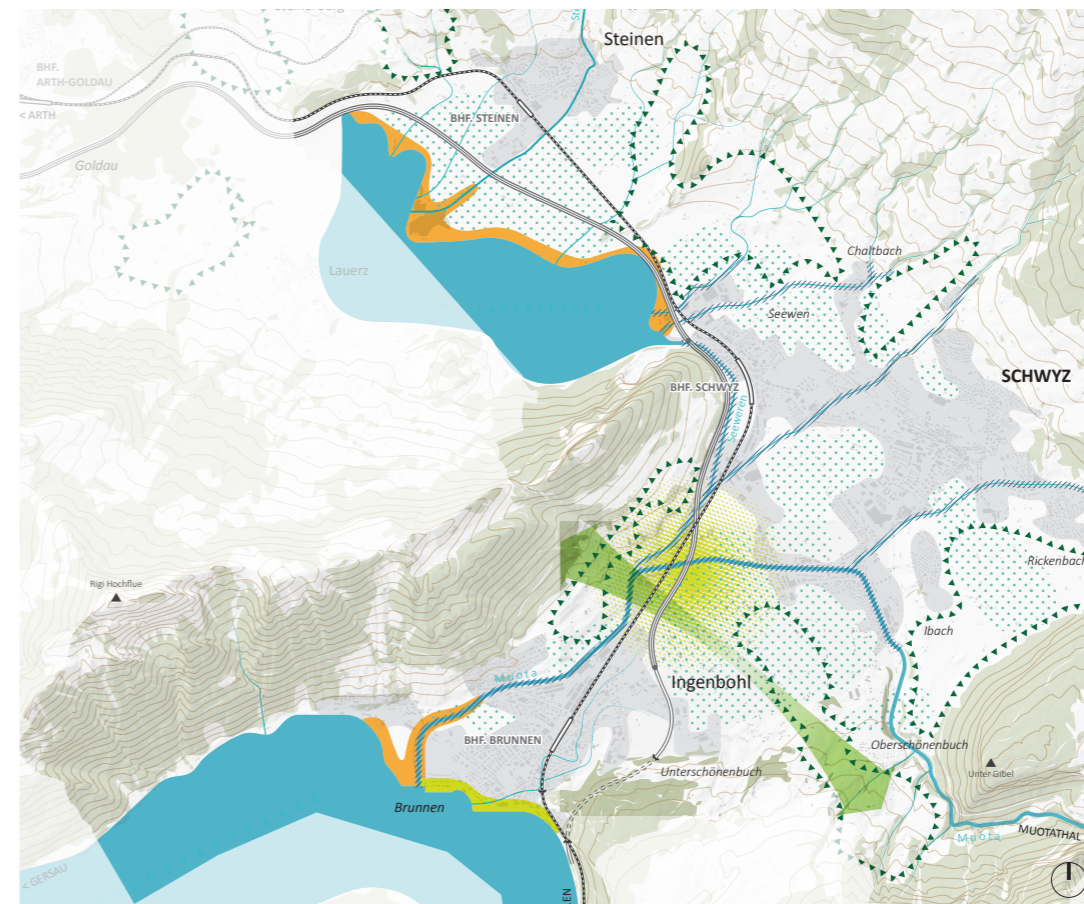 Steinen
BHF.
ARTH-GOLDAU
< ARTH
BHF. STEINEN
Goldau
Chaltbach
Lauerz
Seewen
SCHWYZ
BHF. SCHWYZ
Seeweren
Rickenbach
Rigi Hochflue
Ibach
Muota
Ingenbohl
BHF. BRUNNEN
Oberschönenbuch
Unter Gibel
Unterschönenbuch
Brunnen
MUOTATHAL
Muota
< GERSAU